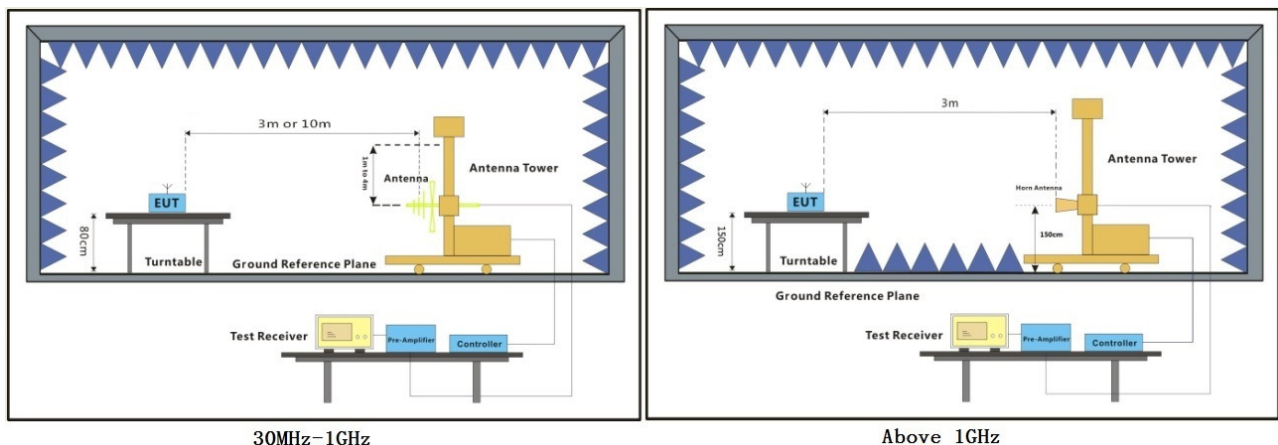 3m or 10m
1m to 4m
Antenna
Antenna Tower
EUT
80cm
Turntable
Ground Reference Plane
Test Receiver
Pre-Amplifier
Controller
30MHz-1GHz
3m
Antenna Tower
Horn Antenna
EUT
150cm
150cm
Turntable
Ground Reference Plane
Test Receiver
Pre-Amplifier
Controller
Above 1GHz